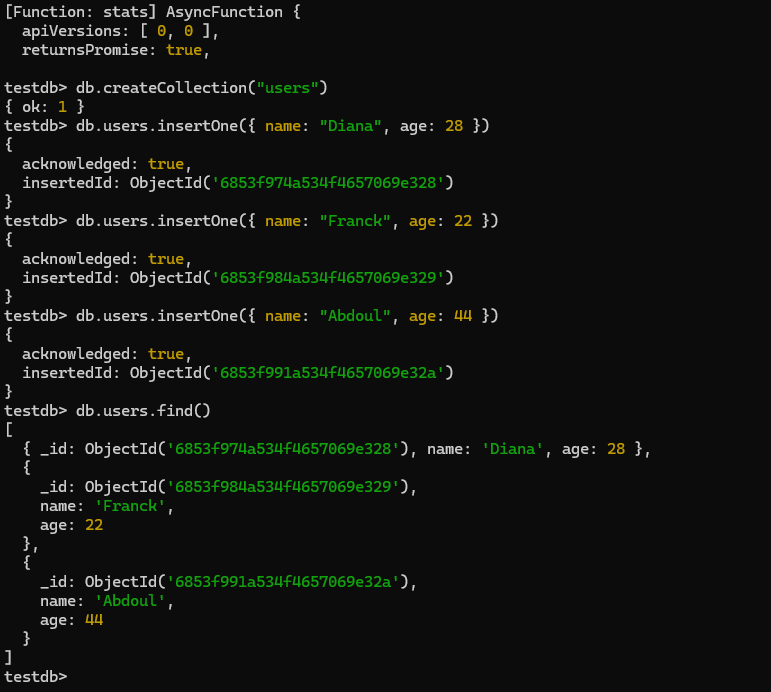 [Function: stats] AsyncFunction {
  apiVersions: [ 0, 0 ],
  returnsPromise: true,
testdb> db.createCollection("users")
{ ok: 1 }
testdb> db.users.insertOne({ name: "Diana", age: 28 })
{
  acknowledged: true,
  insertedId: ObjectId('6853f974a534f4657069e328')
}
testdb> db.users.insertOne({ name: "Franck", age: 22 })
{
  acknowledged: true,
  insertedId: ObjectId('6853f984a534f4657069e329')
}
testdb> db.users.insertOne({ name: "Abdoul", age: 44 })
{
  acknowledged: true,
  insertedId: ObjectId('6853f991a534f4657069e32a')
}
testdb> db.users.find()
[
  { _id: ObjectId('6853f974a534f4657069e328'), name: 'Diana', age: 28 },
  {
    _id: ObjectId('6853f984a534f4657069e329'),
    name: 'Franck',
    age: 22
  },
  {
    _id: ObjectId('6853f991a534f4657069e32a'),
    name: 'Abdoul',
    age: 44
  }
]
testdb>